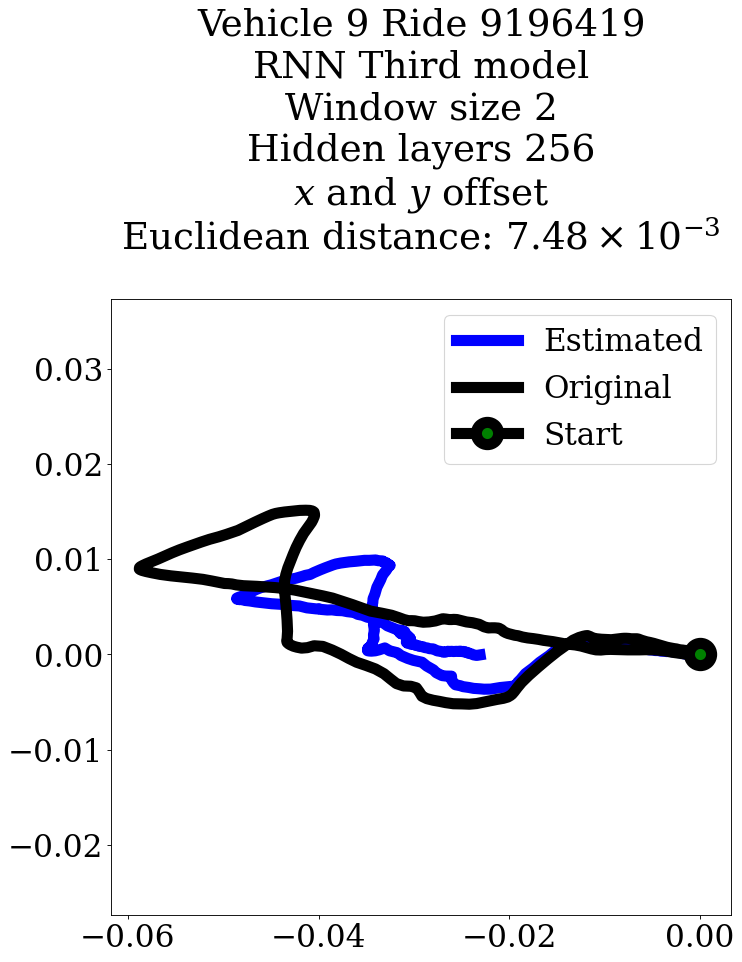 Vehicle 9 Ride 9196419
RNN Third model
Window size 2
Hidden layers 256
x and y offset
Euclidean distance: 7.48 × 10⁻³
Estimated
Original
Start
0.03
0.02
0.01
0.00
−0.01
−0.02
−0.06 −0.04 −0.02 0.00